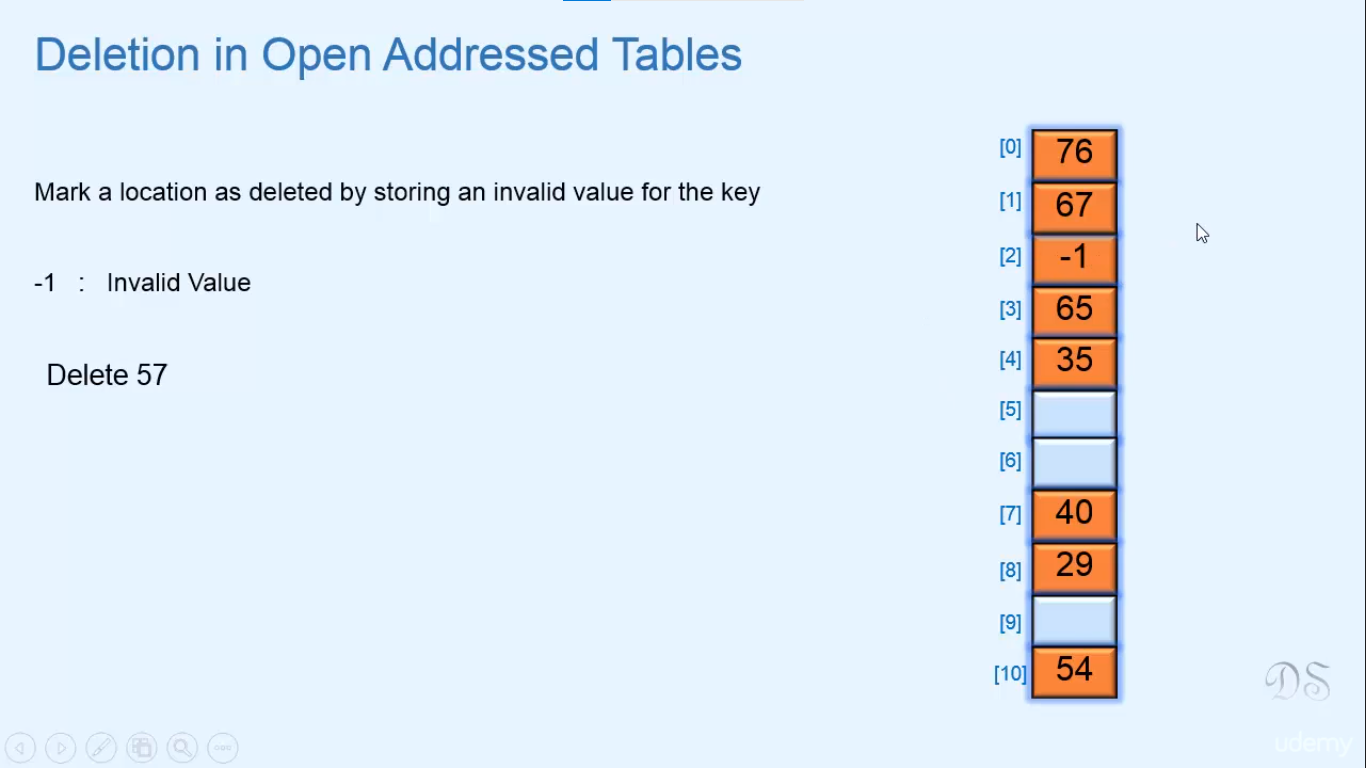 Deletion in Open Addressed Tables
Mark a location as deleted by storing an invalid value for the key
-1 : Invalid Value
Delete 57
[0] 76
[1] 67
[2] -1
[3] 65
[4] 35
[5]
[6]
[7] 40
[8] 29
[9]
[10] 54
DS
udemy